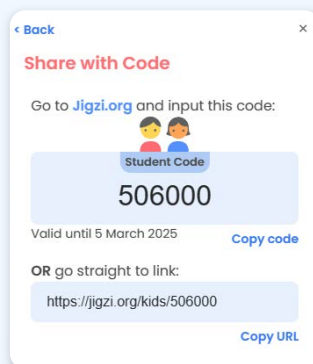 < Back ×
Share with Code
Go to Jigzi.org and input this code:
Student Code
506000
Valid until 5 March 2025
Copy code
OR go straight to link:
https://jigzi.org/kids/506000
Copy URL